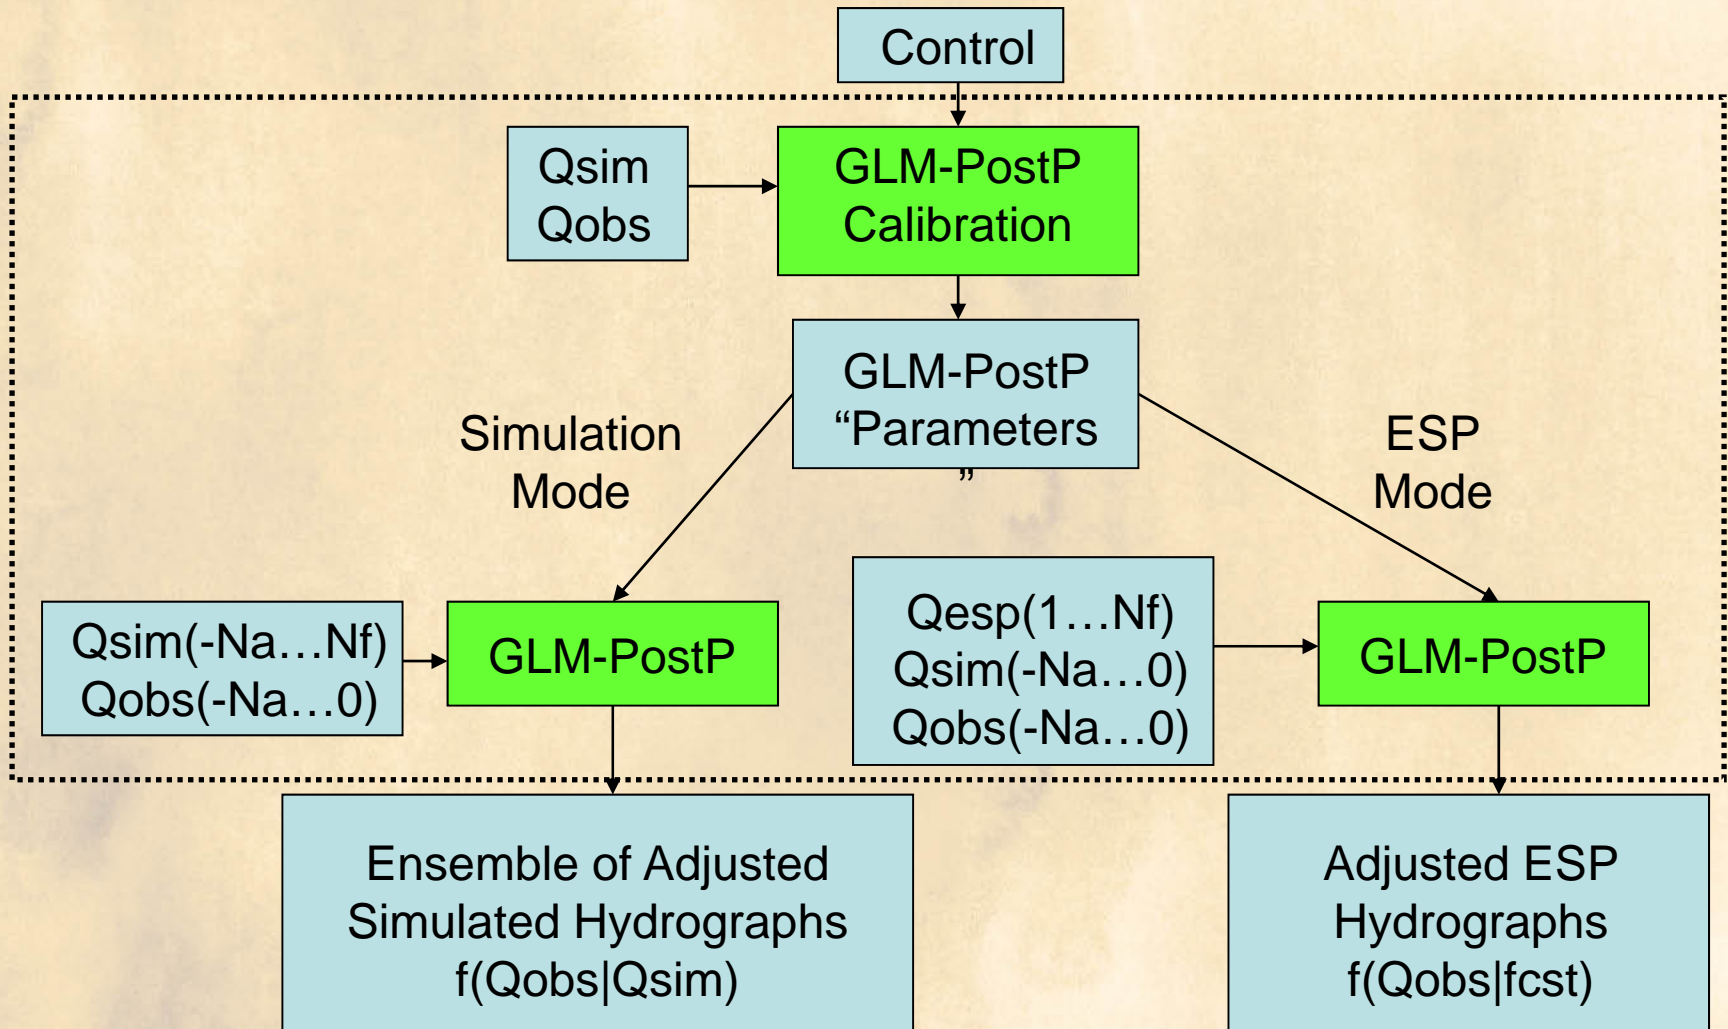 Control
Qsim
Qobs
GLM-PostP
Calibration
GLM-PostP
“Parameters
”
Simulation
Mode
ESP
Mode
Qsim(-Na…Nf)
Qobs(-Na…0)
GLM-PostP
Qesp(1…Nf)
Qsim(-Na…0)
Qobs(-Na…0)
GLM-PostP
Ensemble of Adjusted
Simulated Hydrographs
f(Qobs|Qsim)
Adjusted ESP
Hydrographs
f(Qobs|fcst)